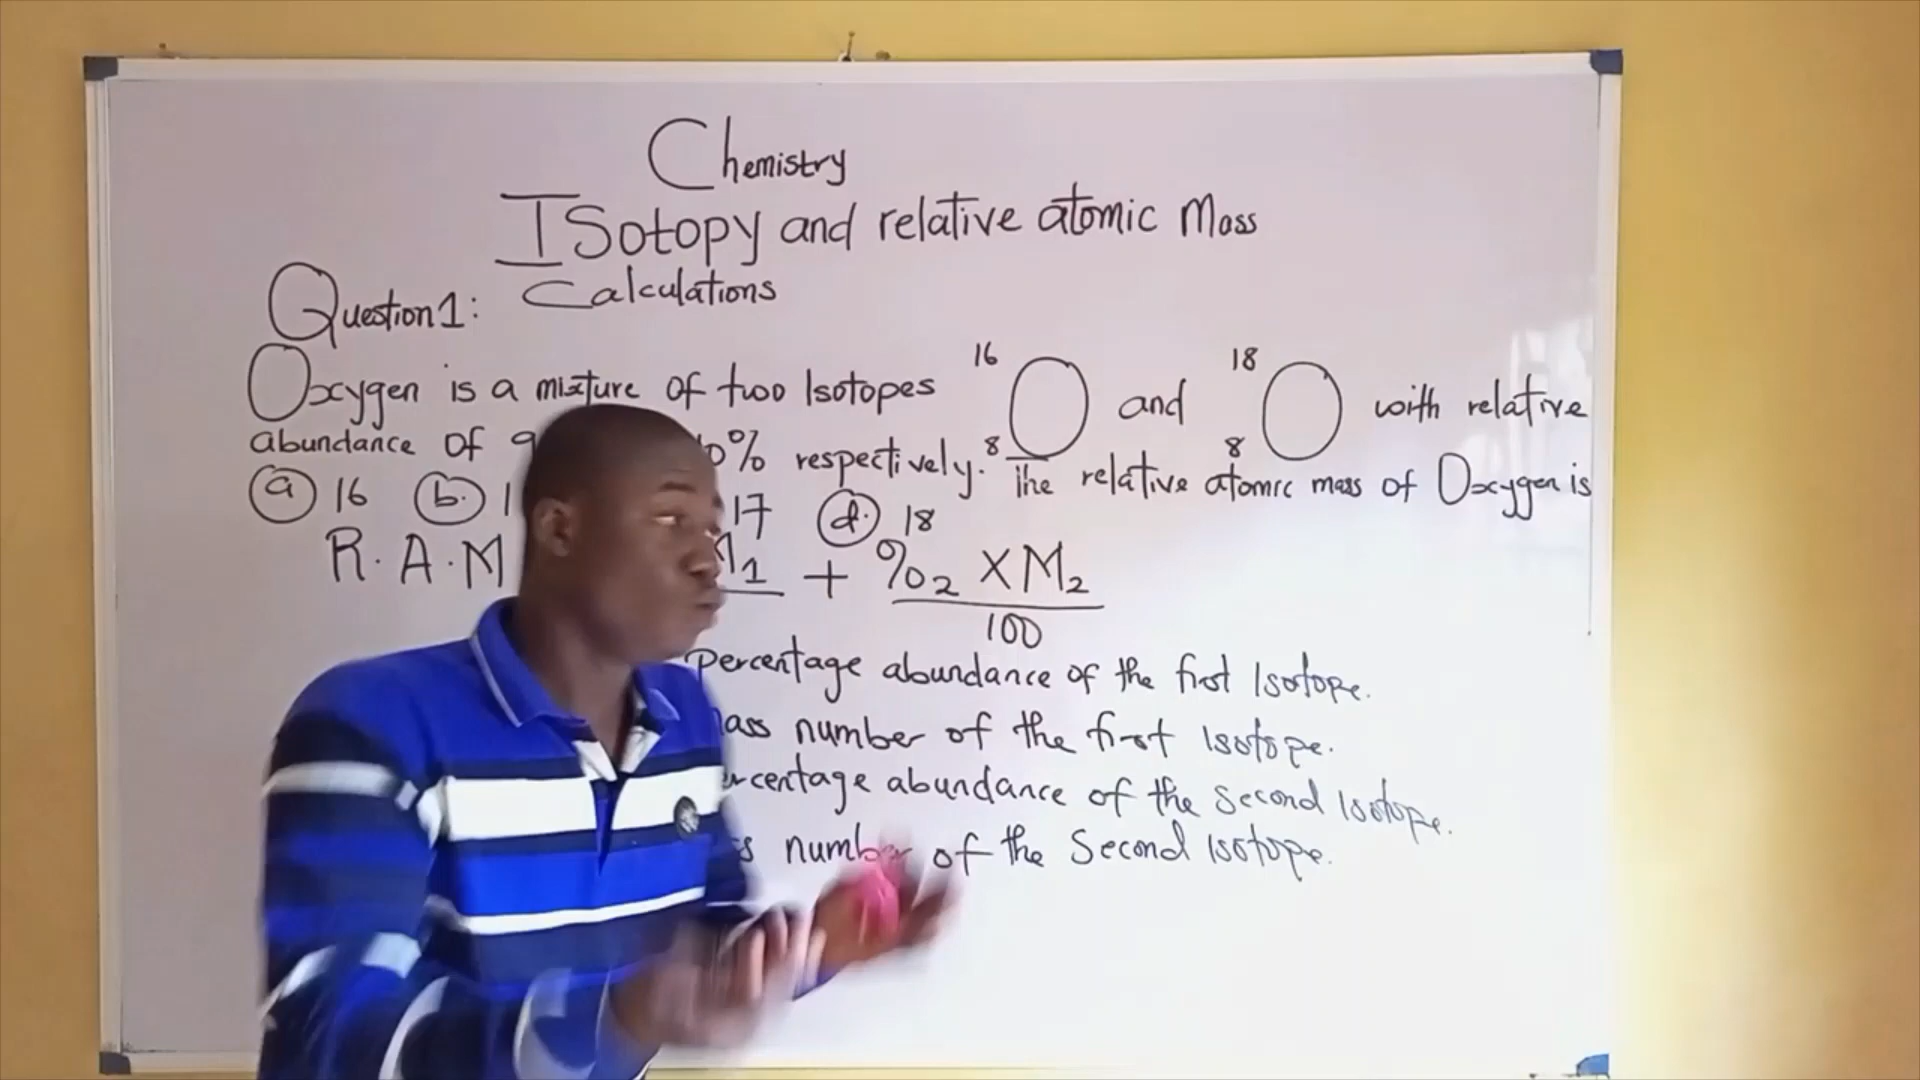 Chemistry
Isotopy and relative atomic Mass
Calculations
Question 1:
Oxygen is a mixture of two Isotopes 16 8 O and 18 8 O with relative
abundance of % respectively. The relative atomic mass of Oxygen is
(a) 16 (b.) 17 (d.) 18
R.A.M M1 + %2 X M2
100
Percentage abundance of the first Isotope.
number of the first Isotope.
abundance of the Second Isotope.
number of the Second Isotope.